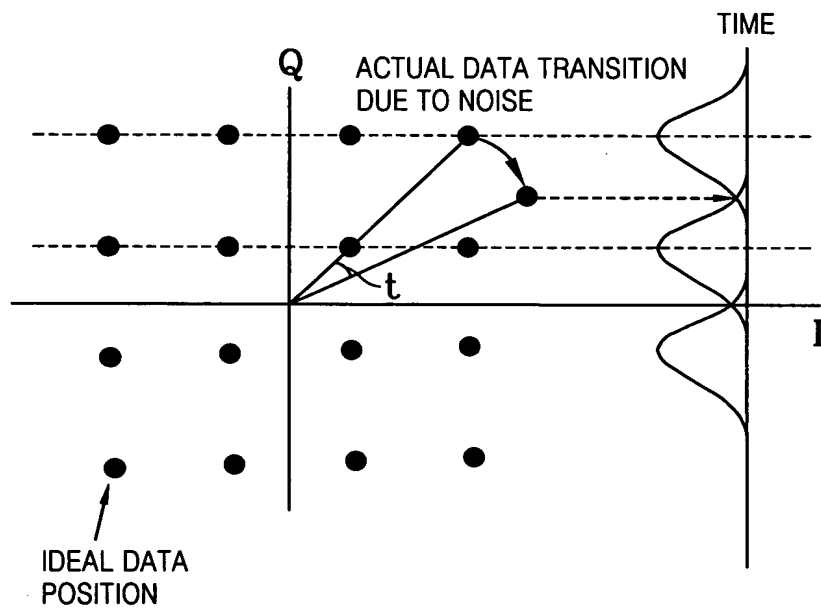 TIME
Q
ACTUAL DATA TRANSITION
DUE TO NOISE
t
I
IDEAL DATA
POSITION